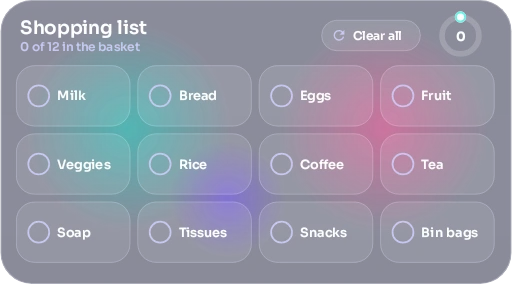 Shopping list
0 of 12 in the basket
Clear all
0
Milk
Bread
Eggs
Fruit
Veggies
Rice
Coffee
Tea
Soap
Tissues
Snacks
Bin bags